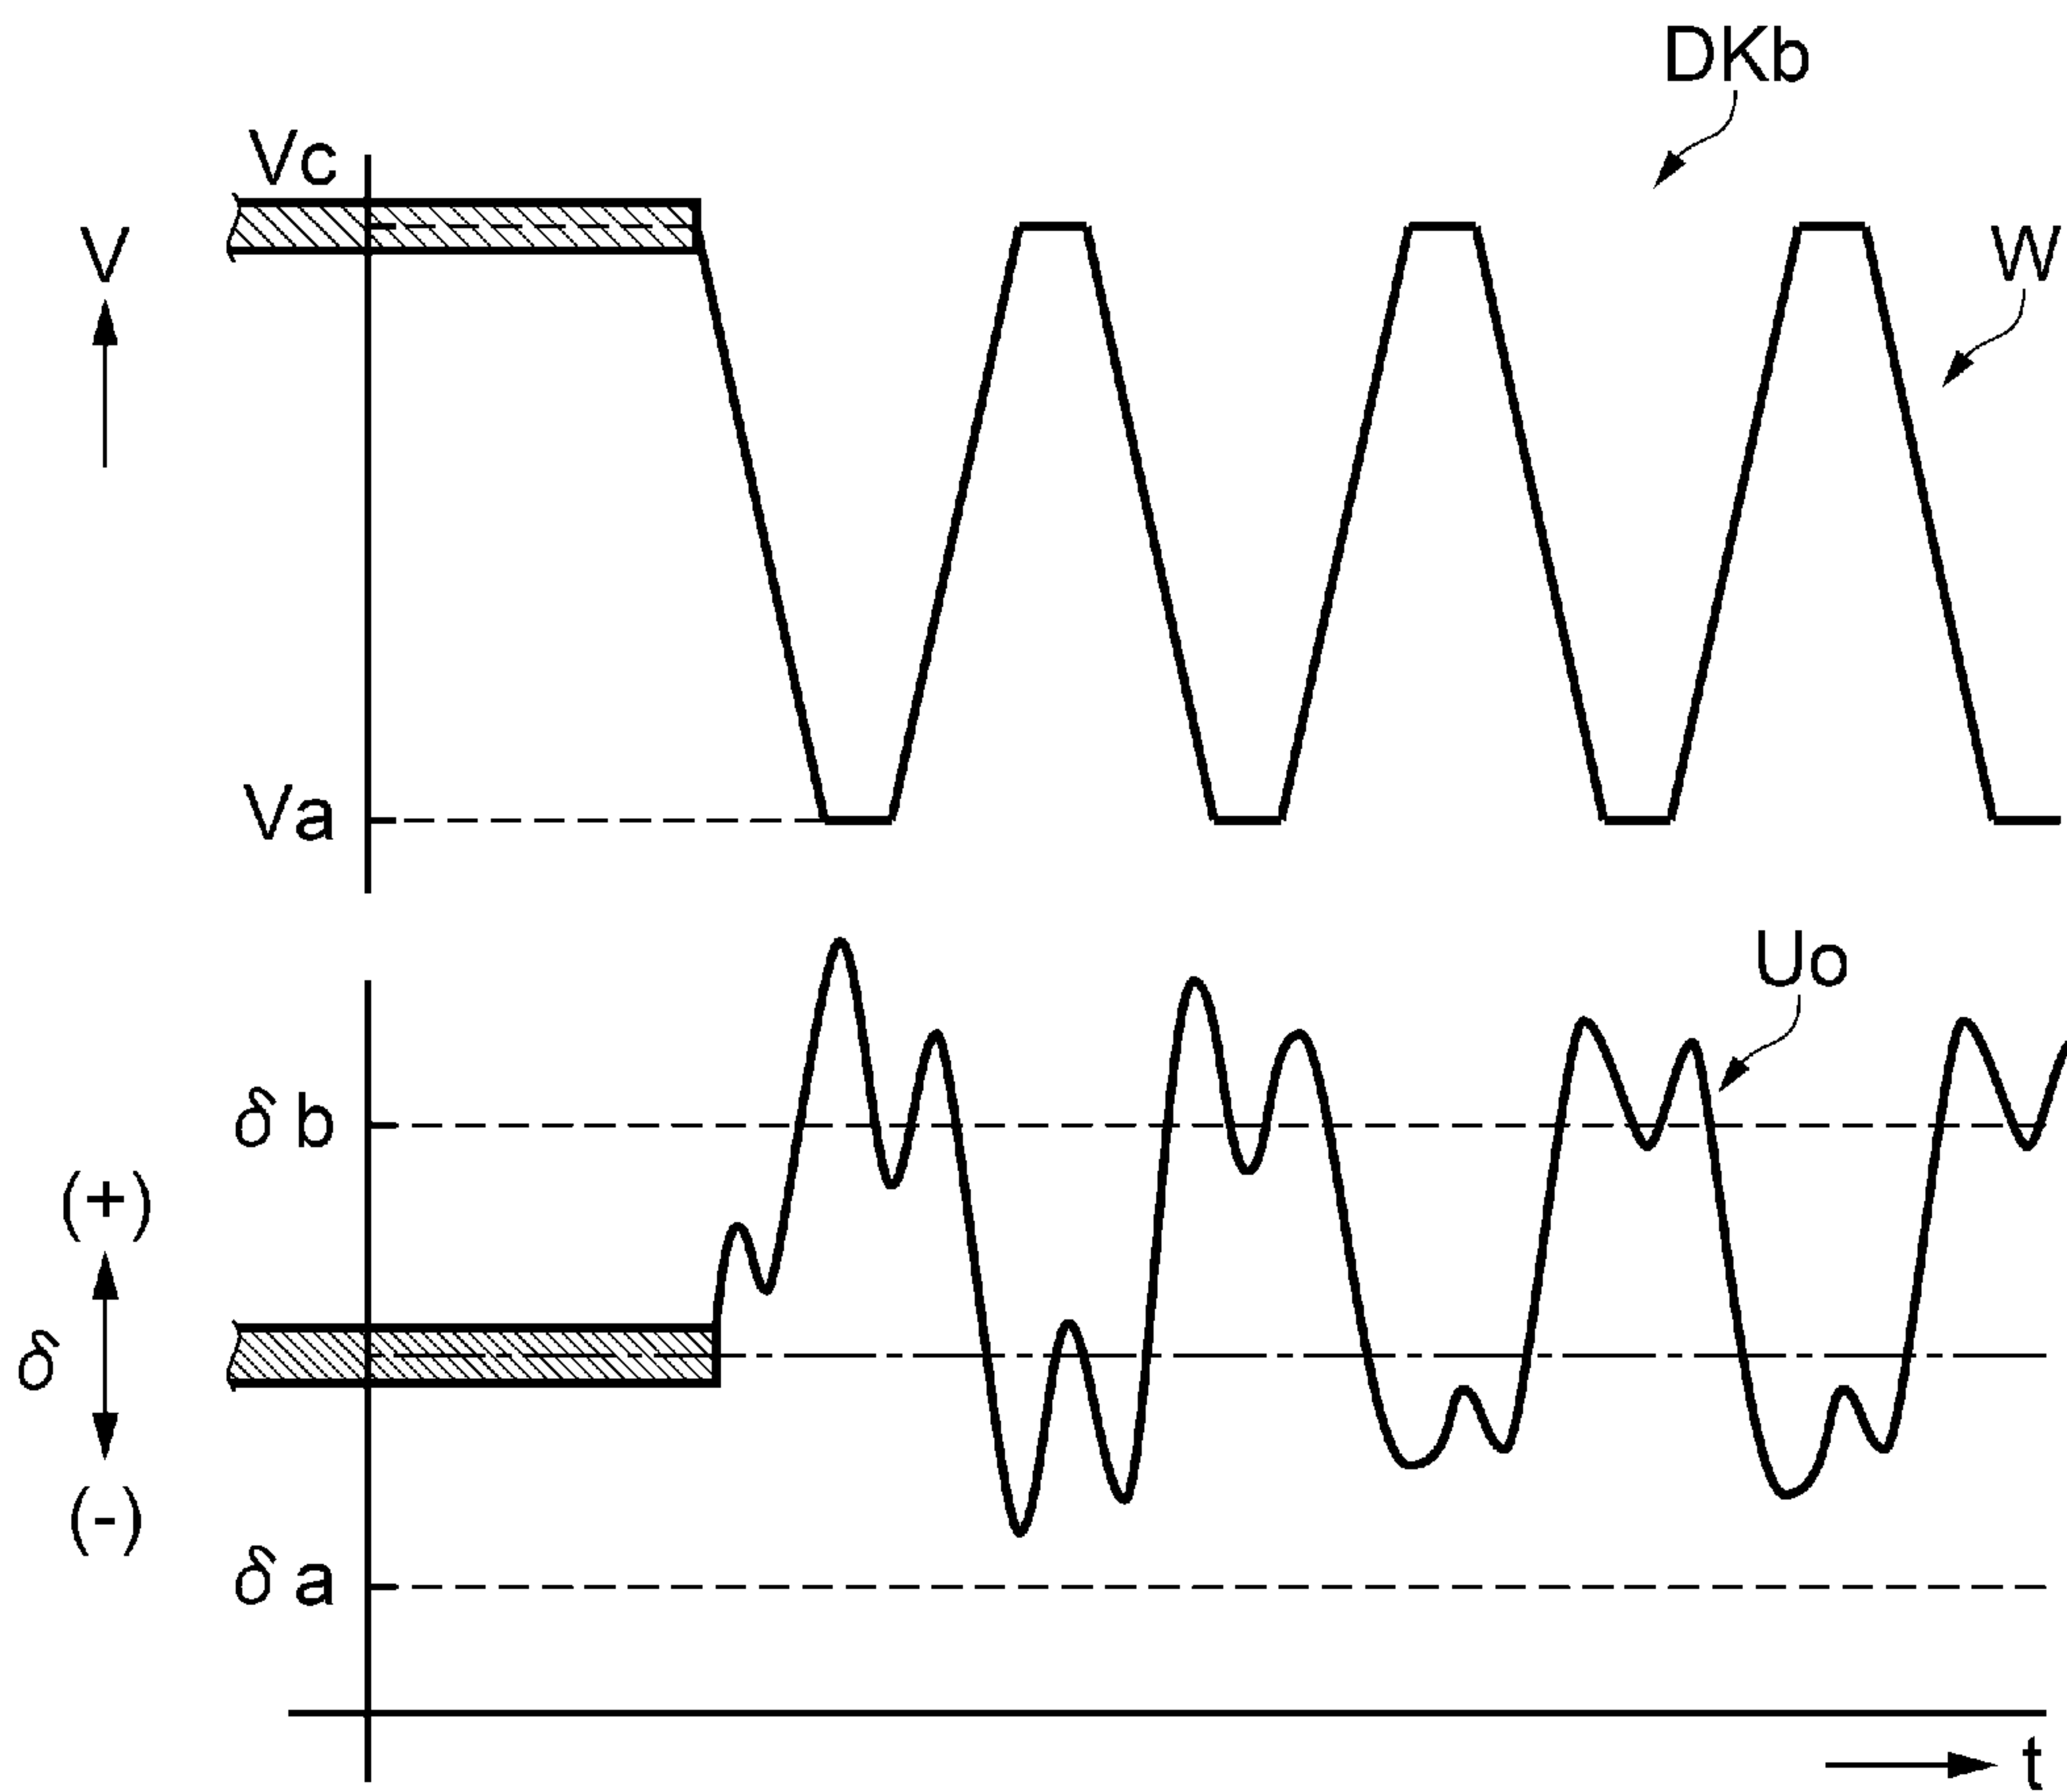 DKb
Vc
V
W
Va
Uo
δ b
(+)
δ
(-)
δ a
t